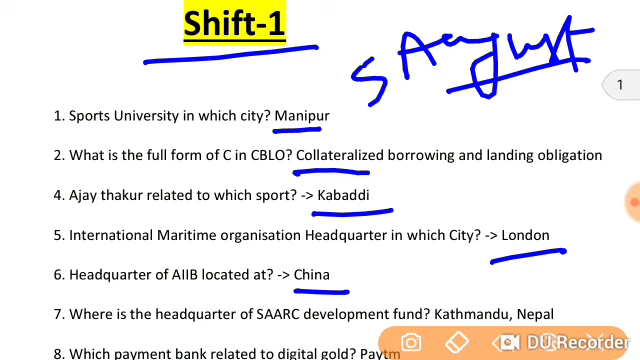 Shift-1
5 August
1
1. Sports University in which city? Manipur
2. What is the full form of C in CBLO? Collateralized borrowing and landing obligation
4. Ajay thakur related to which sport? -> Kabaddi
5. International Maritime organisation Headquarter in which City? -> London
6. Headquarter of AIIB located at? -> China
7. Where is the headquarter of SAARC development fund? Kathmandu, Nepal
DU Recorder
8. Which payment bank related to digital gold? Paytm